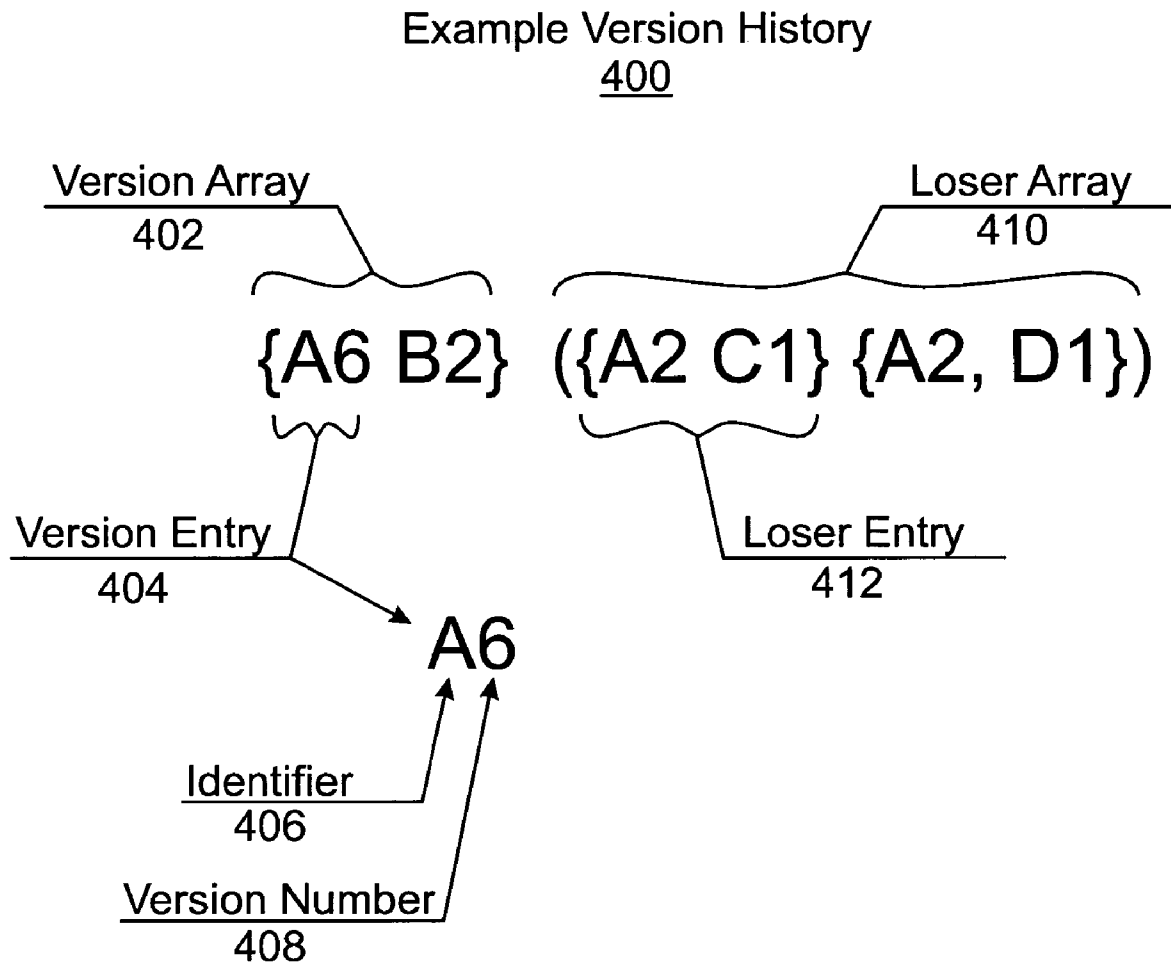 Example Version History
400
Version Array
402
Loser Array
410
{A6 B2} ({A2 C1} {A2, D1})
Version Entry
404
Loser Entry
412
A6
Identifier
406
Version Number
408